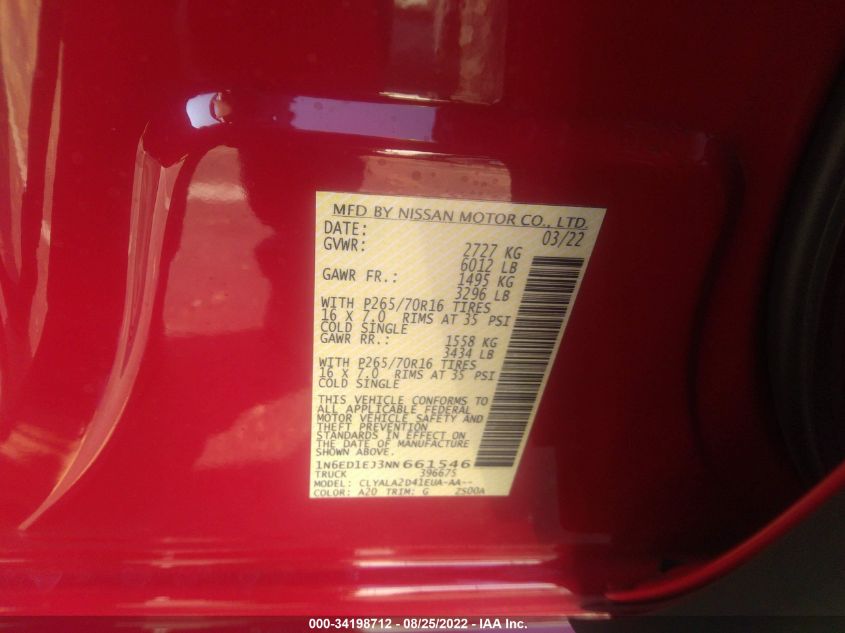 MFD BY NISSAN MOTOR CO., LTD.
DATE: 03/22
GVWR: 2727 KG
6012 LB
GAWR FR.: 1495 KG
3296 LB
WITH P265/70R16 TIRES
16 X 7.0 RIMS AT 35 PSI
COLD SINGLE
GAWR RR.: 1558 KG
3434 LB
WITH P265/70R16 TIRES
16 X 7.0 RIMS AT 35 PSI
COLD SINGLE
THIS VEHICLE CONFORMS TO
ALL APPLICABLE FEDERAL
MOTOR VEHICLE SAFETY AND
THEFT PREVENTION
STANDARDS IN EFFECT ON
THE DATE OF MANUFACTURE
SHOWN ABOVE.
1N6ED1EJ3NN661546
TRUCK 396675
MODEL: CLYALA2D41EUA-AA--
COLOR: A20 TRIM: G 2S00A
000-34198712 - 08/25/2022 - IAA Inc.